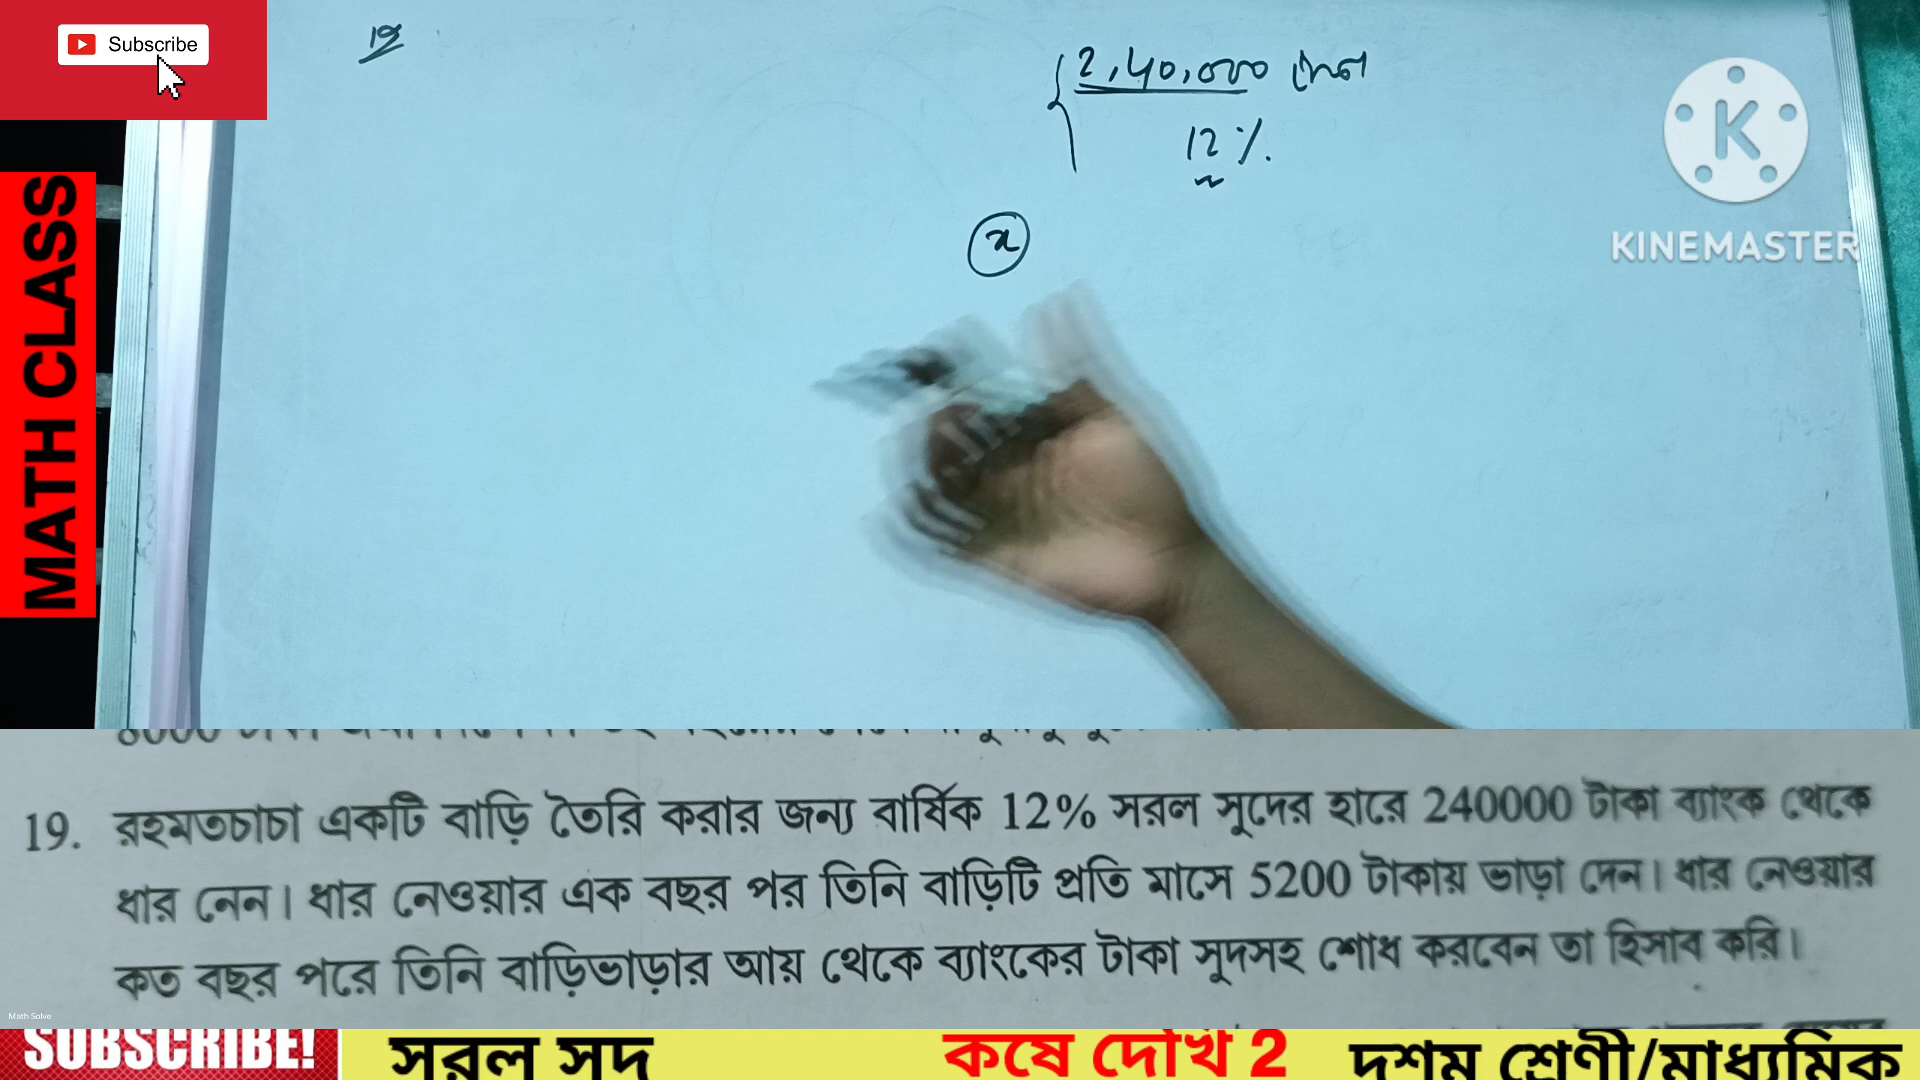 Subscribe
19
2,40,000
12%.
x
K
KINEMASTER
MATH CLASS
19. রহমতচাচা একটি বাড়ি তৈরি করার জন্য বার্ষিক 12% সরল সুদের হারে 240000 টাকা ব্যাংক থেকে
ধার নেন। ধার নেওয়ার এক বছর পর তিনি বাড়িটি প্রতি মাসে 5200 টাকায় ভাড়া দেন। ধার নেওয়ার
কত বছর পরে তিনি বাড়িভাড়ার আয় থেকে ব্যাংকের টাকা সুদসহ শোধ করবেন তা হিসাব করি।
Math Solve
SUBSCRIBE! সরল সুদ কষে দেখি 2 দশম শ্রেণী/মাধ্যমিক